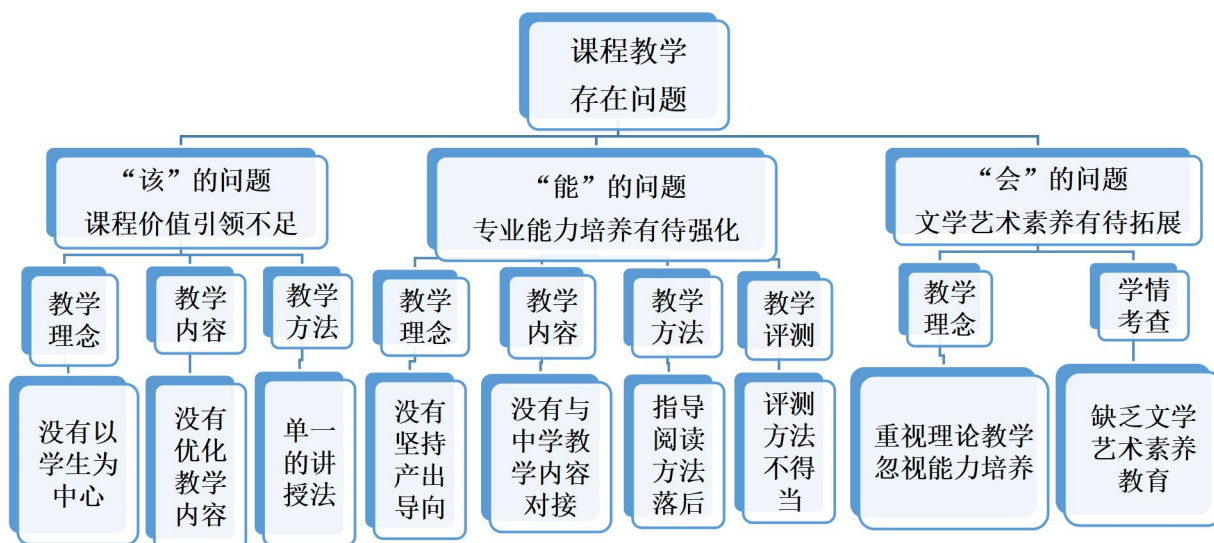 课程教学
存在问题
“该”的问题
课程价值引领不足
“能”的问题
专业能力培养有待强化
“会”的问题
文学艺术素养有待拓展
教学
理念
教学
内容
教学
方法
教学
理念
教学
内容
教学
方法
教学
评测
教学
理念
学情
考查
没有以
学生为
中心
没有
优化
教学
内容
单一
的讲
授法
没有
坚持
产出
导向
没有与
中学教
学内容
对接
指导
阅读
方法
落后
评测
方法
不得
当
重视理论教学
忽视能力培养
缺乏文学
艺术素养
教育